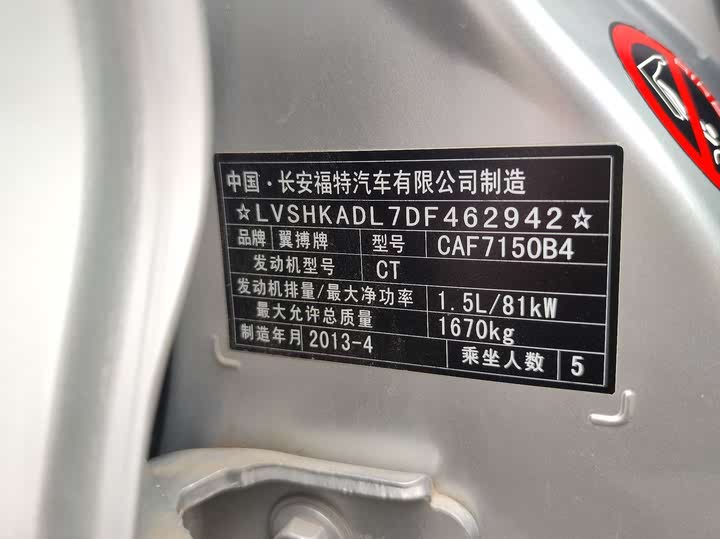 中国·长安福特汽车有限公司制造
☆LVSHKADL7DF462942☆
品牌 翼搏牌 型号 CAF7150B4
发动机型号 CT
发动机排量/最大净功率 1.5L/81kW
最大允许总质量 1670kg
制造年月 2013-4 乘坐人数 5